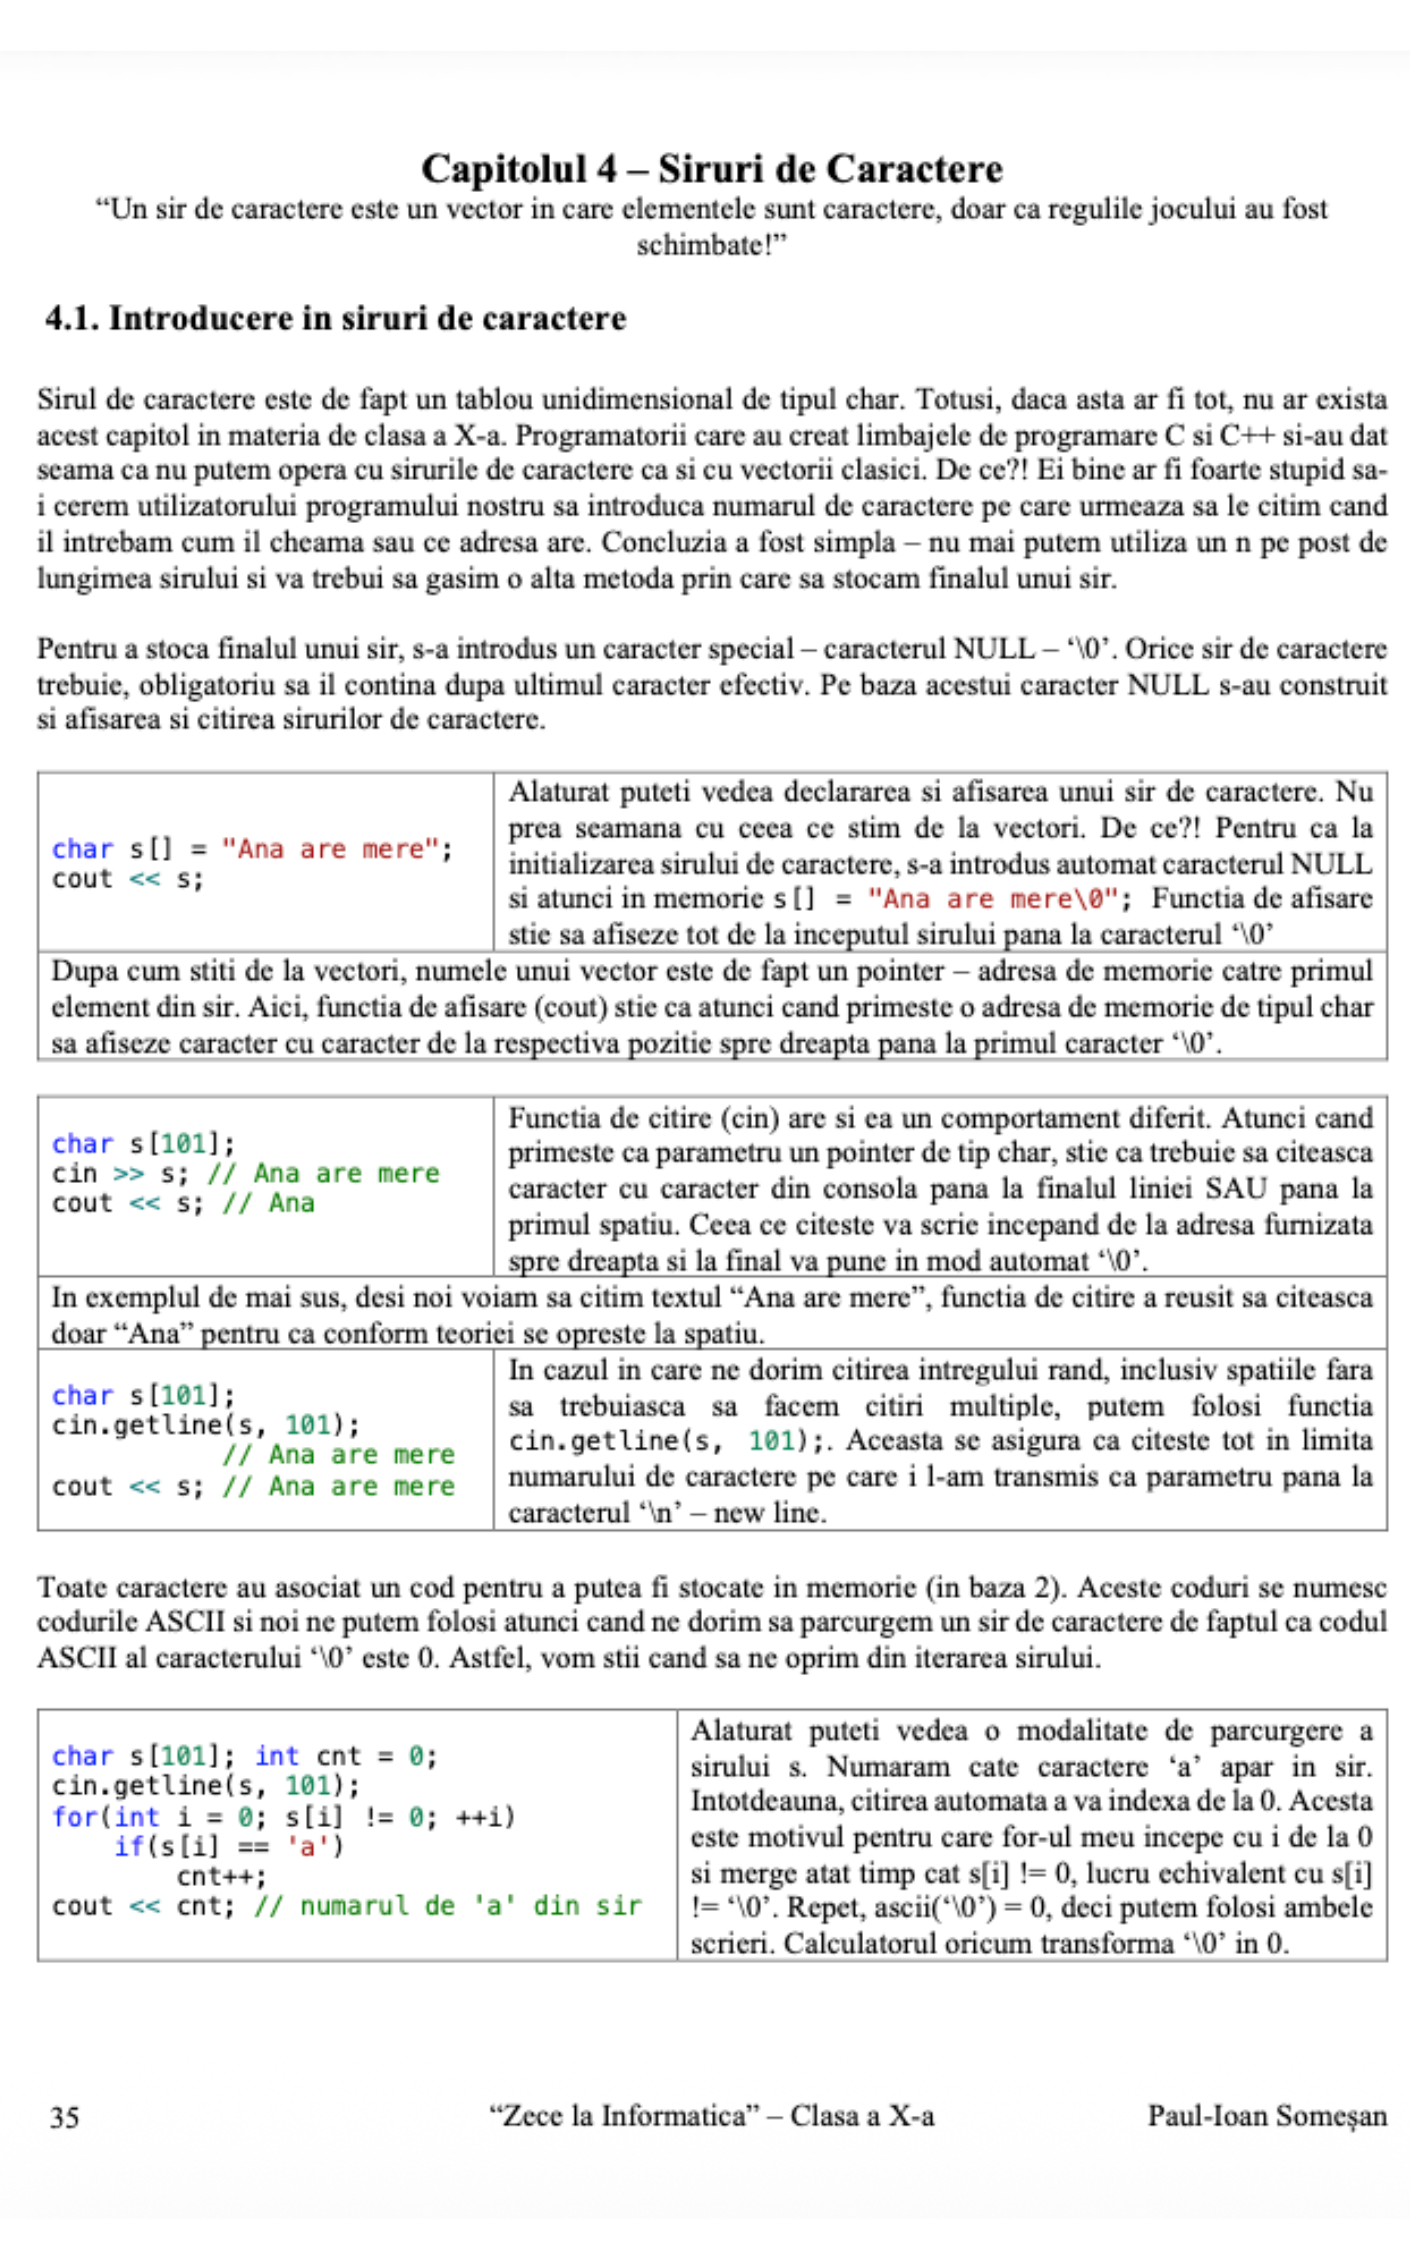 Capitolul 4 – Siruri de Caractere
“Un sir de caractere este un vector in care elementele sunt caractere, doar ca regulile jocului au fost
schimbate!”
4.1. Introducere in siruri de caractere
Sirul de caractere este de fapt un tablou unidimensional de tipul char. Totusi, daca asta ar fi tot, nu ar exista
acest capitol in materia de clasa a X-a. Programatorii care au creat limbajele de programare C si C++ si-au dat
seama ca nu putem opera cu sirurile de caractere ca si cu vectorii clasici. De ce?! Ei bine ar fi foarte stupid sa-
i cerem utilizatorului programului nostru sa introduca numarul de caractere pe care urmeaza sa le citim cand
il intrebam cum il cheama sau ce adresa are. Concluzia a fost simpla – nu mai putem utiliza un n pe post de
lungimea sirului si va trebui sa gasim o alta metoda prin care sa stocam finalul unui sir.
Pentru a stoca finalul unui sir, s-a introdus un caracter special – caracterul NULL – ‘\0’. Orice sir de caractere
trebuie, obligatoriu sa il contina dupa ultimul caracter efectiv. Pe baza acestui caracter NULL s-au construit
si afisarea si citirea sirurilor de caractere.
char s[] = "Ana are mere";
cout << s;
Alaturat puteti vedea declararea si afisarea unui sir de caractere. Nu
prea seamana cu ceea ce stim de la vectori. De ce?! Pentru ca la
initializarea sirului de caractere, s-a introdus automat caracterul NULL
si atunci in memorie s[] = "Ana are mere\0"; Functia de afisare
stie sa afiseze tot de la inceputul sirului pana la caracterul ‘\0’
Dupa cum stiti de la vectori, numele unui vector este de fapt un pointer – adresa de memorie catre primul
element din sir. Aici, functia de afisare (cout) stie ca atunci cand primeste o adresa de memorie de tipul char
sa afiseze caracter cu caracter de la respectiva pozitie spre dreapta pana la primul caracter ‘\0’.
char s[101];
cin >> s; // Ana are mere
cout << s; // Ana
Functia de citire (cin) are si ea un comportament diferit. Atunci cand
primeste ca parametru un pointer de tip char, stie ca trebuie sa citeasca
caracter cu caracter din consola pana la finalul liniei SAU pana la
primul spatiu. Ceea ce citeste va scrie incepand de la adresa furnizata
spre dreapta si la final va pune in mod automat ‘\0’.
In exemplul de mai sus, desi noi voiam sa citim textul “Ana are mere”, functia de citire a reusit sa citeasca
doar “Ana” pentru ca conform teoriei se opreste la spatiu.
char s[101];
cin.getline(s, 101);
// Ana are mere
cout << s; // Ana are mere
In cazul in care ne dorim citirea intregului rand, inclusiv spatiile fara
sa trebuiasca sa facem citiri multiple, putem folosi functia
cin.getline(s, 101);. Aceasta se asigura ca citeste tot in limita
numarului de caractere pe care i l-am transmis ca parametru pana la
caracterul ‘\n’ – new line.
Toate caractere au asociat un cod pentru a putea fi stocate in memorie (in baza 2). Aceste coduri se numesc
codurile ASCII si noi ne putem folosi atunci cand ne dorim sa parcurgem un sir de caractere de faptul ca codul
ASCII al caracterului ‘\0’ este 0. Astfel, vom stii cand sa ne oprim din iterarea sirului.
char s[101]; int cnt = 0;
cin.getline(s, 101);
for(int i = 0; s[i] != 0; ++i)
if(s[i] == 'a')
cnt++;
cout << cnt; // numarul de 'a' din sir
Alaturat puteti vedea o modalitate de parcurgere a
sirului s. Numaram cate caractere ‘a’ apar in sir.
Intotdeauna, citirea automata a va indexa de la 0. Acesta
este motivul pentru care for-ul meu incepe cu i de la 0
si merge atat timp cat s[i] != 0, lucru echivalent cu s[i]
!= ‘\0’. Repet, ascii(‘\0’) = 0, deci putem folosi ambele
scrieri. Calculatorul oricum transforma ‘\0’ in 0.
35 “Zece la Informatica” – Clasa a X-a Paul-Ioan Someșan